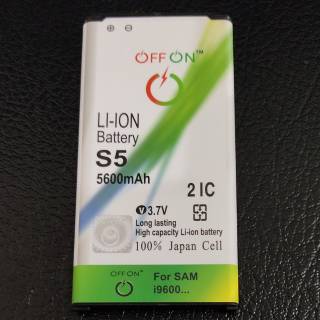 OFF ON™
LI-ION
Battery
S5
5600mAh
2 IC
V 3.7V
Long lasting
High capacity Li-ion battery
100% Japan Cell
OFF ON™
For SAM
i9600...